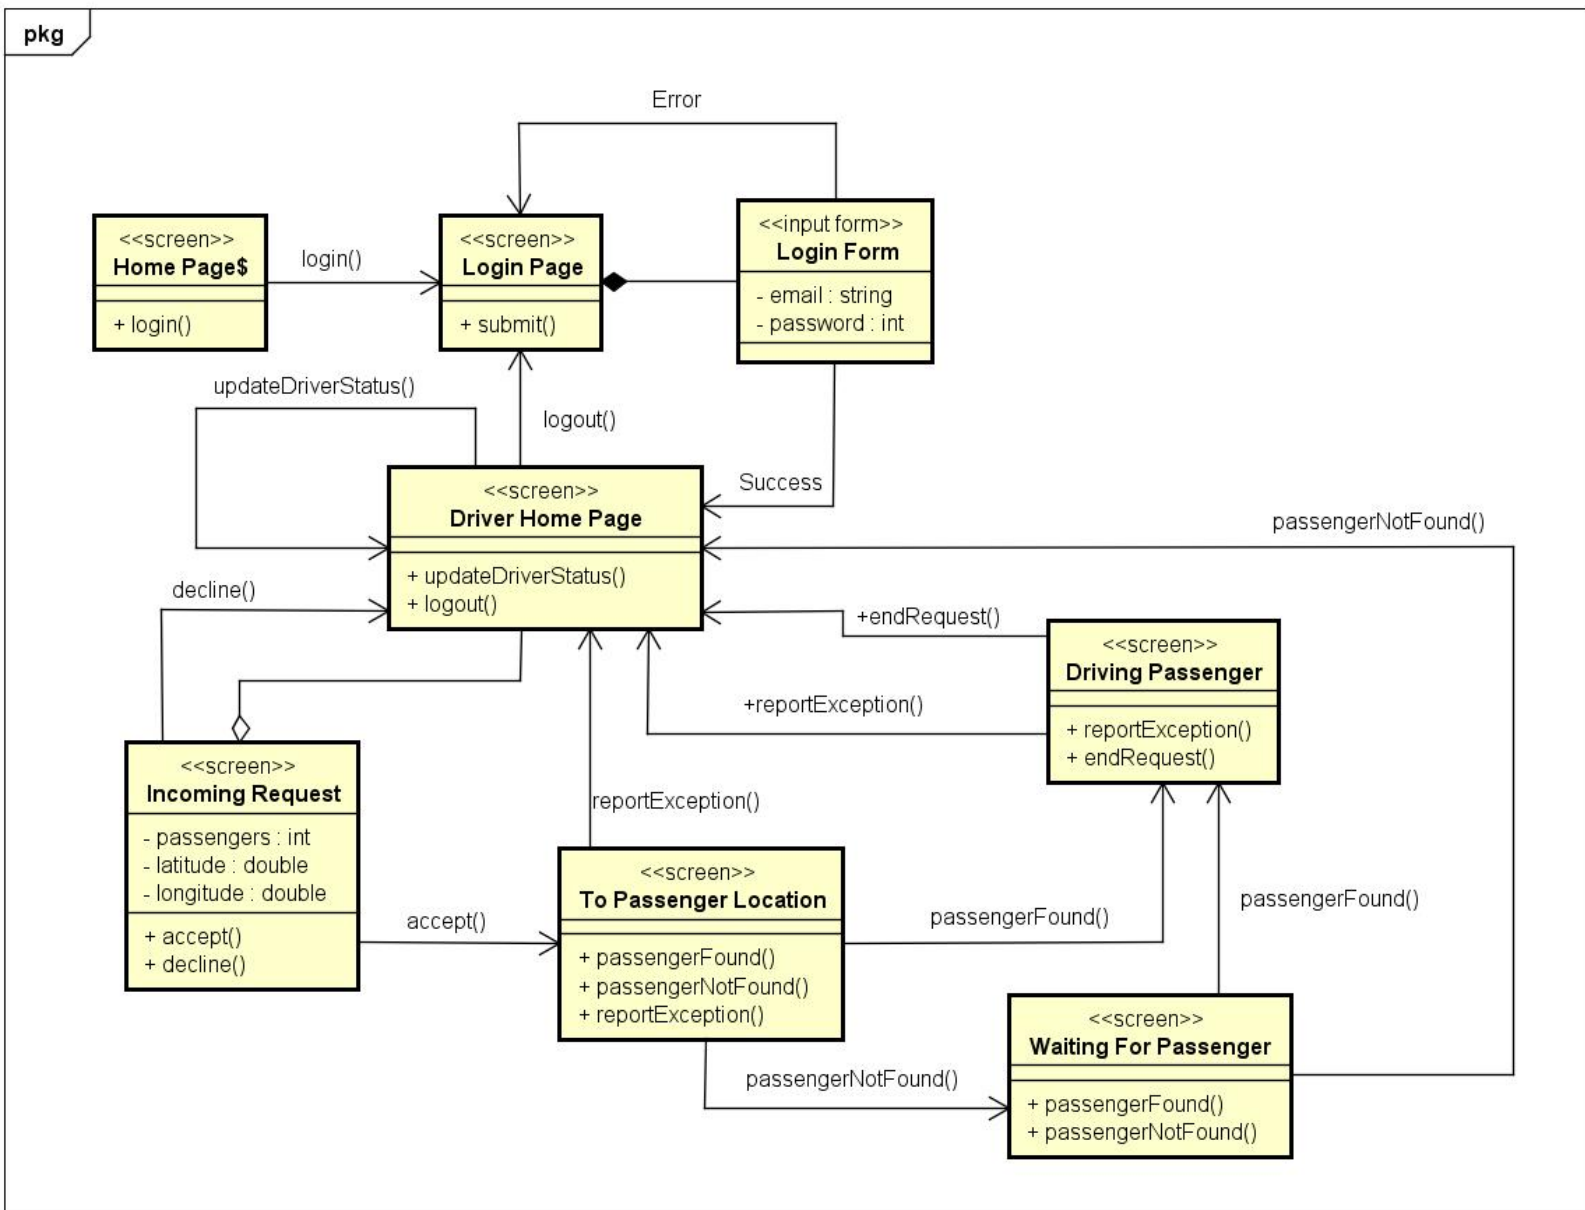 pkg
Error
<<screen>>
Home Page$
+ login()
login()
<<screen>>
Login Page
+ submit()
<<input form>>
Login Form
- email : string
- password : int
updateDriverStatus()
logout()
Success
<<screen>>
Driver Home Page
+ updateDriverStatus()
+ logout()
passengerNotFound()
decline()
+endRequest()
<<screen>>
Driving Passenger
+ reportException()
+ endRequest()
+reportException()
<<screen>>
Incoming Request
- passengers : int
- latitude : double
- longitude : double
+ accept()
+ decline()
reportException()
accept()
<<screen>>
To Passenger Location
+ passengerFound()
+ passengerNotFound()
+ reportException()
passengerFound()
passengerFound()
passengerNotFound()
<<screen>>
Waiting For Passenger
+ passengerFound()
+ passengerNotFound()